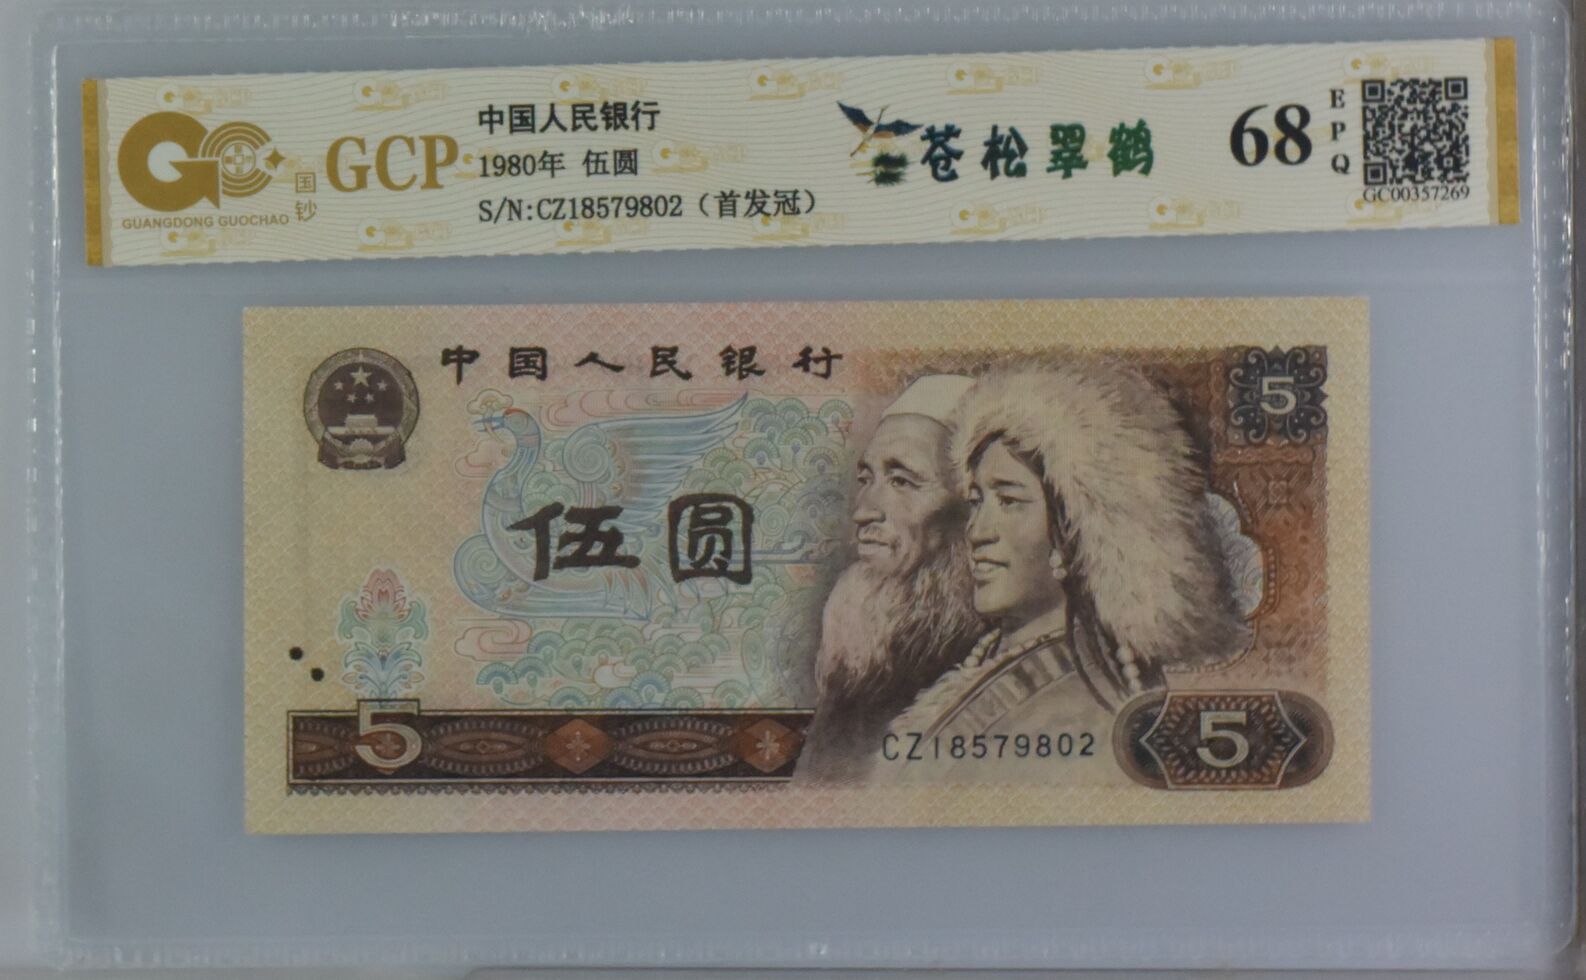 GUANGDONG GUOCHAO
国钞
GCP
中国人民银行
1980年 伍圆
S/N:CZ18579802（首发冠）
苍松翠鹤
68
EPQ
GC00357269
中国人民银行
5
伍圆
5
CZ18579802
5